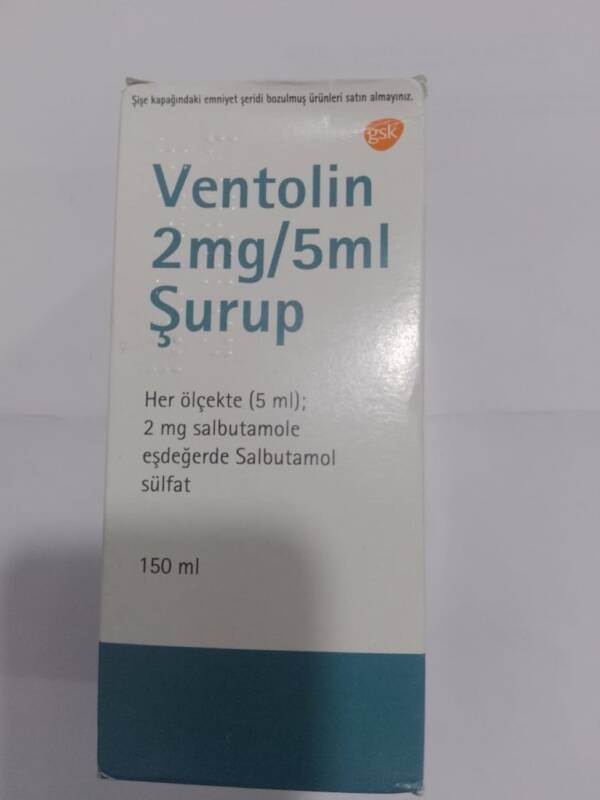 Şişe kapağındaki emniyet şeridi bozulmuş ürünleri satın almayınız.
gsk
Ventolin
2mg/5ml
Şurup
Her ölçekte (5 ml);
2 mg salbutamole
eşdeğerde Salbutamol
sülfat
150 ml